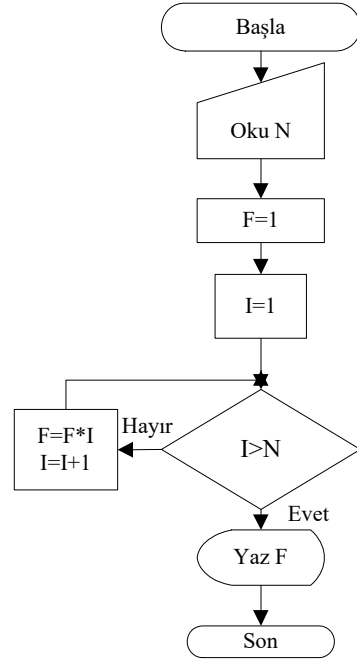 Başla
Oku N
F=1
I=1
Hayır
F=F*I
I=I+1
I>N
Evet
Yaz F
Son